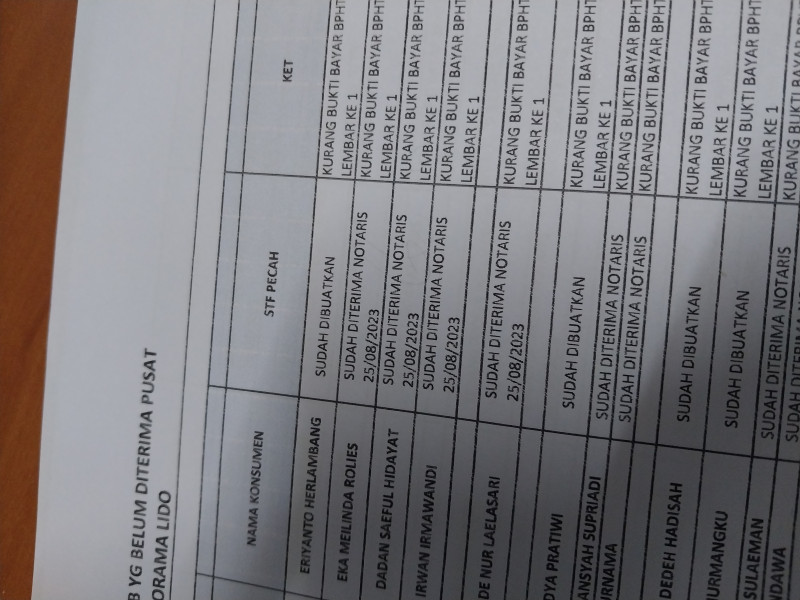 B YG BELUM DITERIMA PUSAT
ORAMA LIDO
NAMA KONSUMEN STF PECAH KET
ERIYANTO HERLAMBANG SUDAH DIBUATKAN KURANG BUKTI BAYAR BPHT
LEMBAR KE 1
EKA MEILINDA ROLIES SUDAH DITERIMA NOTARIS KURANG BUKTI BAYAR BPHT
25/08/2023 LEMBAR KE 1
DADAN SAEFUL HIDAYAT SUDAH DITERIMA NOTARIS KURANG BUKTI BAYAR BPHT
25/08/2023 LEMBAR KE 1
IRWAN IRMAWANDI SUDAH DITERIMA NOTARIS KURANG BUKTI BAYAR BPHT
25/08/2023 LEMBAR KE 1
DE NUR LAELASARI SUDAH DITERIMA NOTARIS KURANG BUKTI BAYAR BPHT
25/08/2023 LEMBAR KE 1
DYA PRATIWI SUDAH DIBUATKAN KURANG BUKTI BAYAR BPHT
LEMBAR KE 1
ANSYAH SUPRIADI SUDAH DITERIMA NOTARIS KURANG BUKTI BAYAR BPHT
RNAMA SUDAH DITERIMA NOTARIS KURANG BUKTI BAYAR BPHT
DEDEH HADISAH SUDAH DIBUATKAN KURANG BUKTI BAYAR BPHT
LEMBAR KE 1
URMANGKU SUDAH DIBUATKAN KURANG BUKTI BAYAR BPHT
LEMBAR KE 1
SULAEMAN SUDAH DITERIMA NOTARIS KURANG BUKTI BAYAR
NDAWA SUDAH DITERIMA